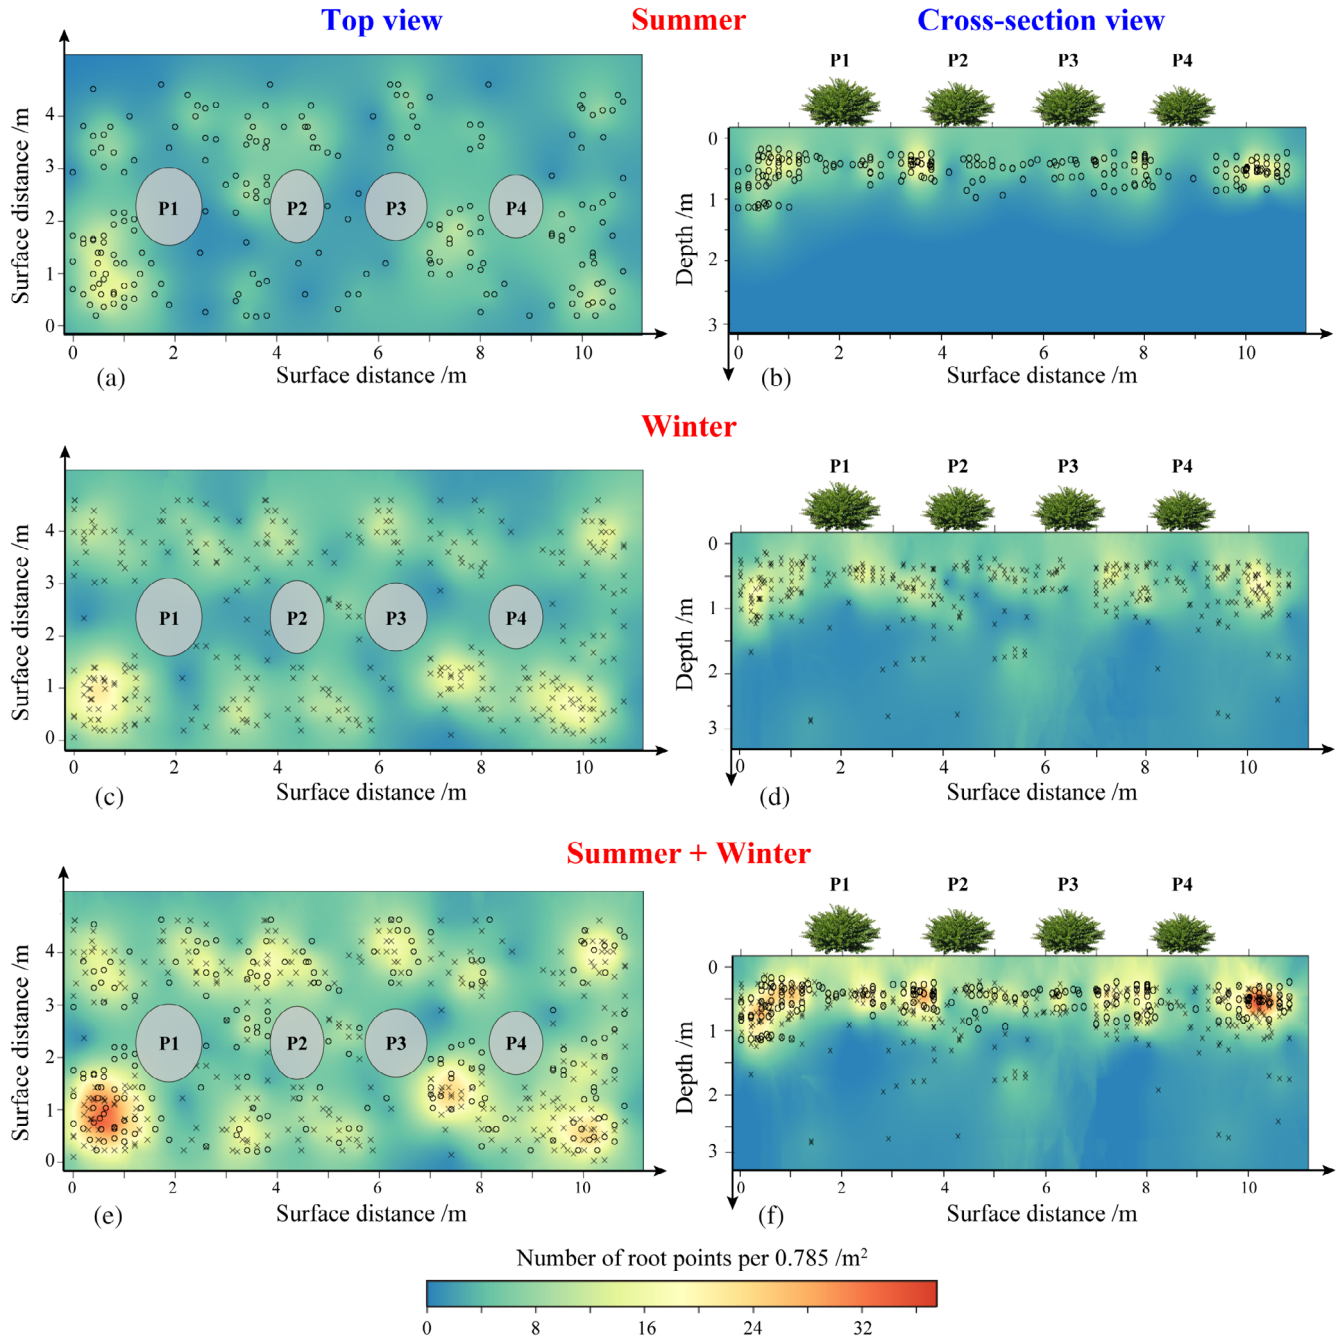 Top view Summer Cross-section view
P1 P2 P3 P4
Surface distance /m
4
3
2
1
0
P1 P2 P3 P4
0 2 4 6 8 10
(a) Surface distance /m
Depth /m
0
1
2
3
0 2 4 6 8 10
(b) Surface distance /m
Winter
P1 P2 P3 P4
Surface distance /m
4
3
2
1
0
P1 P2 P3 P4
0 2 4 6 8 10
(c) Surface distance /m
Depth /m
0
1
2
3
0 2 4 6 8 10
(d) Surface distance /m
Summer + Winter
P1 P2 P3 P4
Surface distance /m
4
3
2
1
0
P1 P2 P3 P4
0 2 4 6 8 10
(e) Surface distance /m
Depth /m
0
1
2
3
0 2 4 6 8 10
(f) Surface distance /m
Number of root points per 0.785 /m²
0 8 16 24 32